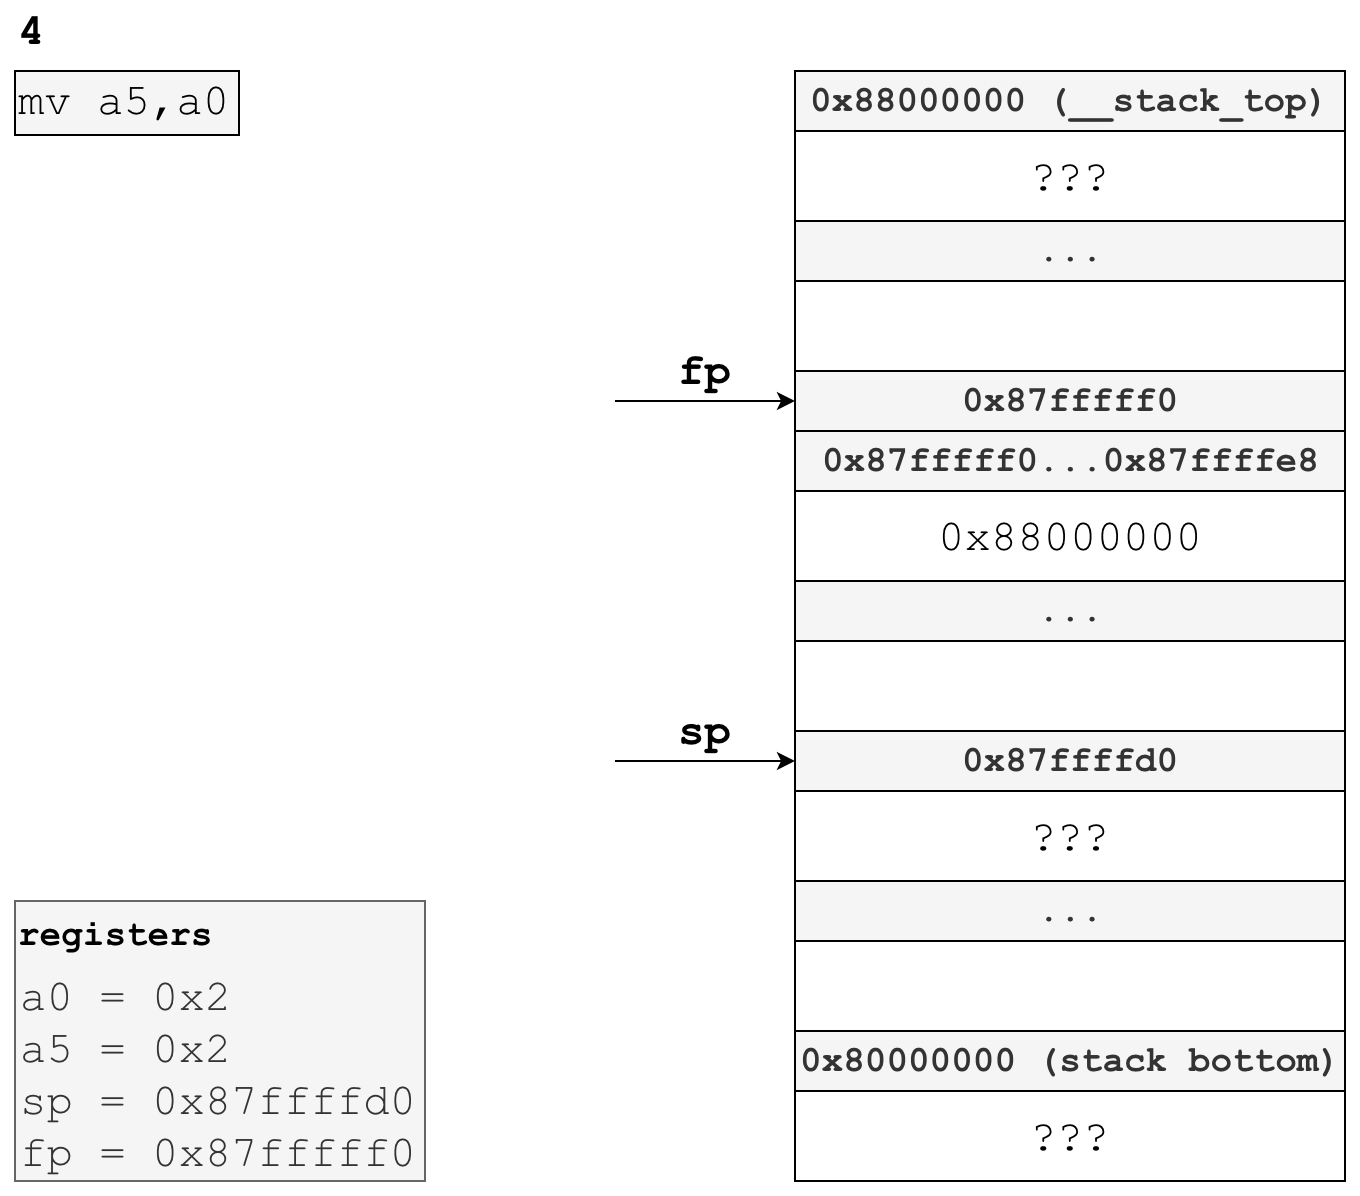 4
mv a5,a0
0x88000000 (__stack_top)
???
...
fp
0x87fffff0
0x87fffff0...0x87ffffe8
0x88000000
...
sp
0x87ffffd0
???
...
0x80000000 (stack bottom)
???
registers
a0 = 0x2
a5 = 0x2
sp = 0x87ffffd0
fp = 0x87fffff0